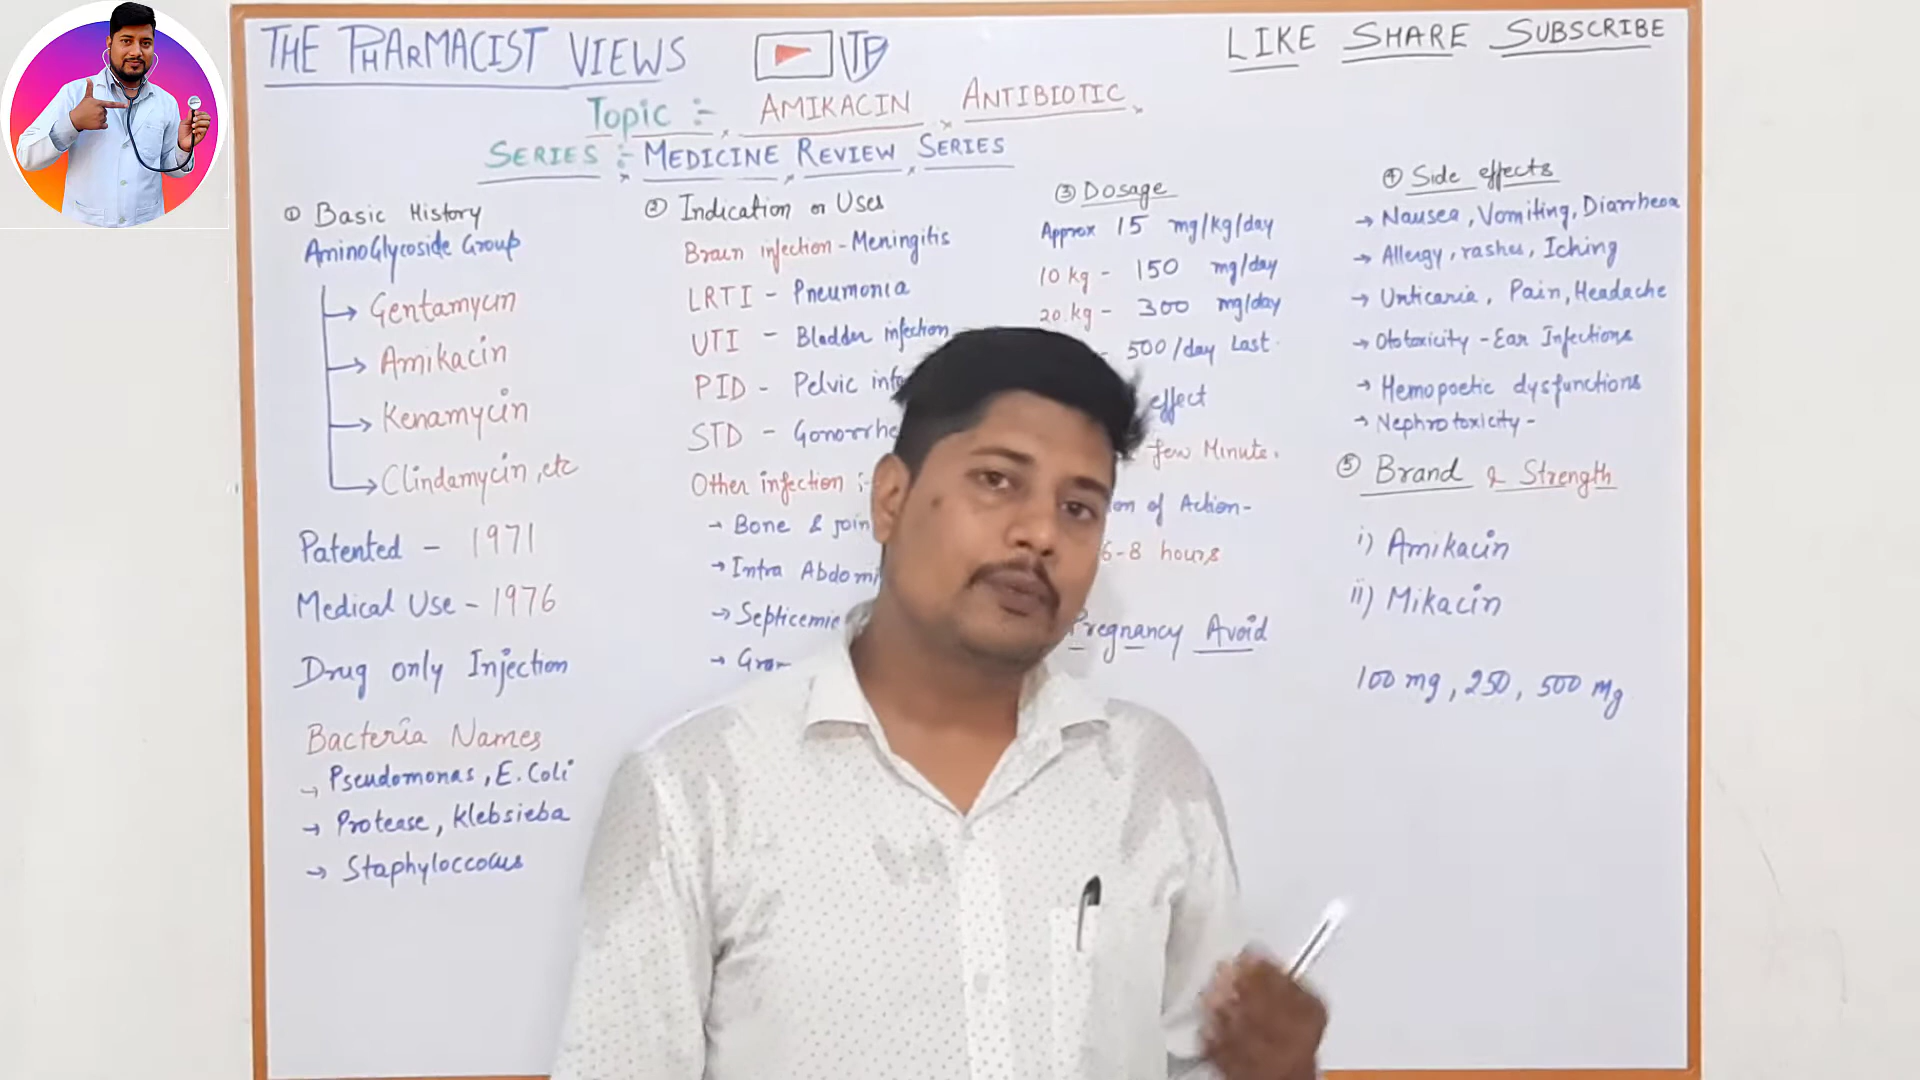 THE PHARMACIST VIEWS
LIKE SHARE SUBSCRIBE
Topic :- AMIKACIN ANTIBIOTIC
SERIES :- MEDICINE REVIEW SERIES
① Basic History
AminoGlycoside Group
Gentamycin
Amikacin
Kenamycin
Clindamycin, etc
Patented - 1971
Medical Use - 1976
Drug only Injection
Bacteria Names
→ Pseudomonas, E. Coli
→ Protease, Klebsieba
→ Staphyloccocus
② Indication or Uses
Brain infection - Meningitis
LRTI - Pneumonia
UTI - Bladder infection
PID - Pelvic
STD -
Other infection :-
→ Bone &
→ Intra
→
③ Dosage
Approx 15 mg/kg/day
10 kg - 150 mg/day
20 kg - 300 mg/day
- 500/day Last
effect
few Minute.
of Action-
6-8 hours
Pregnancy Avoid
④ Side effects
→ Nausea, Vomiting, Diarrheoa
→ Allergy, rashes, Iching
→ Urticaria, Pain, Headache
→ Ototoxicity - Ear Infections
→ Hemopoetic dysfunctions
→ Nephrotoxicity -
⑤ Brand & Strength
i) Amikacin
ii) Mikacin
100 mg, 250, 500 mg